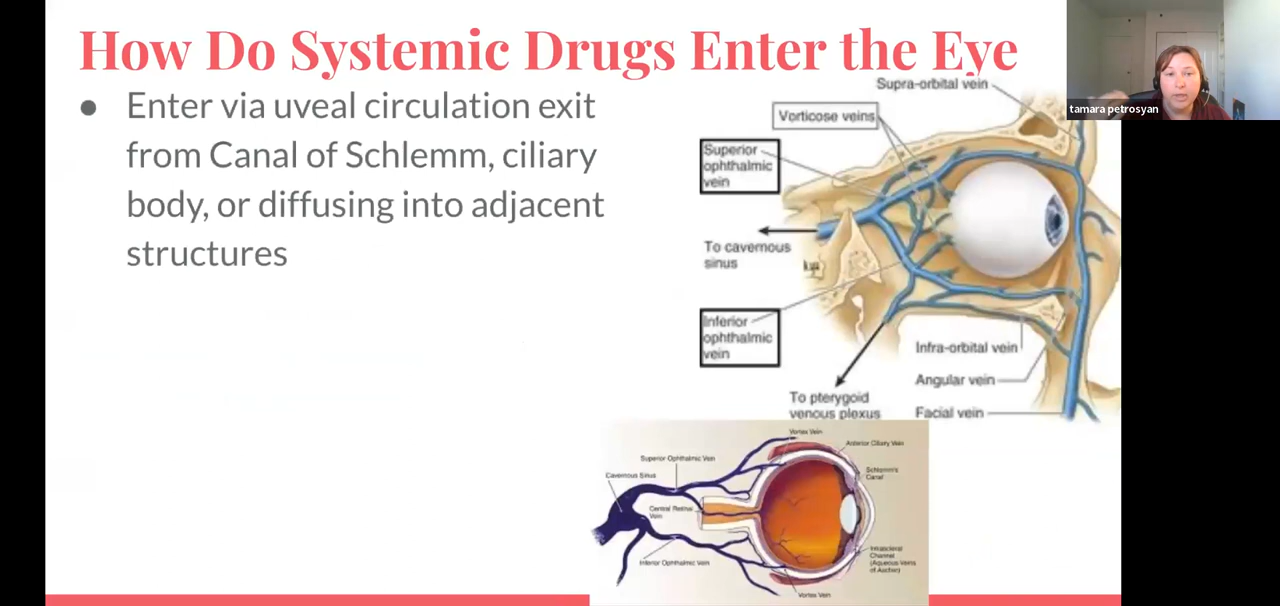 How Do Systemic Drugs Enter the Eye
tamara petrosyan
● Enter via uveal circulation exit
from Canal of Schlemm, ciliary
body, or diffusing into adjacent
structures
Supra-orbital vein
Vorticose veins
Superior
ophthalmic
vein
To cavernous
sinus
Inferior
ophthalmic
vein
Infra-orbital vein
Angular vein
To pterygoid
venous plexus
Facial vein
Vortex Vein
Anterior Ciliary Vein
Superior Ophthalmic Vein
Schlemm's
Canal
Cavernous Sinus
Central Retinal
Vein
Intrascleral
Channel
(Aqueous Veins
of Ascher)
Inferior Ophthalmic Vein
Vortex Vein